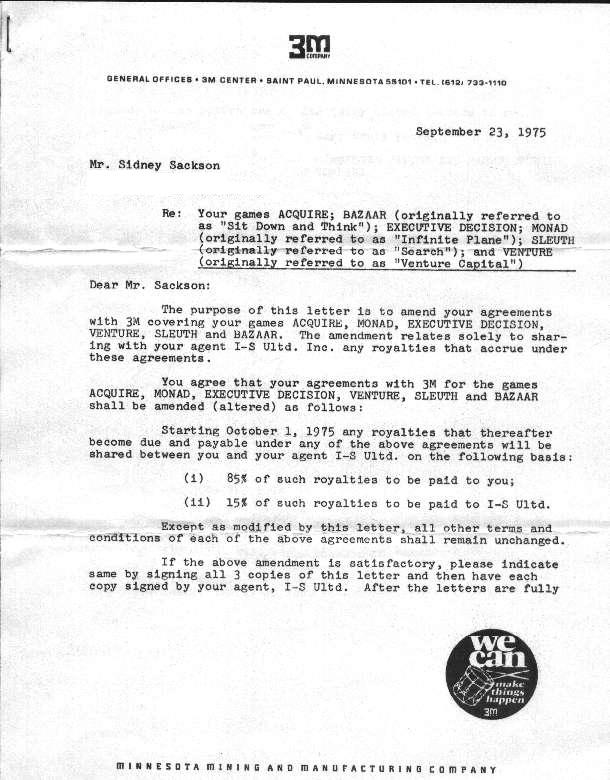 3M
COMPANY
GENERAL OFFICES • 3M CENTER • SAINT PAUL, MINNESOTA 55101 • TEL. (612) 733-1110
September 23, 1975
Mr. Sidney Sackson
Re: Your games ACQUIRE; BAZAAR (originally referred to
as "Sit Down and Think"); EXECUTIVE DECISION; MONAD
(originally referred to as "Infinite Plane"); SLEUTH
(originally referred to as "Search"); and VENTURE
(originally referred to as "Venture Capital")
Dear Mr. Sackson:
The purpose of this letter is to amend your agreements
with 3M covering your games ACQUIRE, MONAD, EXECUTIVE DECISION,
VENTURE, SLEUTH and BAZAAR. The amendment relates solely to shar-
ing with your agent I-S Ultd. Inc. any royalties that accrue under
these agreements.
You agree that your agreements with 3M for the games
ACQUIRE, MONAD, EXECUTIVE DECISION, VENTURE, SLEUTH and BAZAAR
shall be amended (altered) as follows:
Starting October 1, 1975 any royalties that thereafter
become due and payable under any of the above agreements will be
shared between you and your agent I-S Ultd. on the following basis:
(i) 85% of such royalties to be paid to you;
(ii) 15% of such royalties to be paid to I-S Ultd.
Except as modified by this letter, all other terms and
conditions of each of the above agreements shall remain unchanged.
If the above amendment is satisfactory, please indicate
same by signing all 3 copies of this letter and then have each
copy signed by your agent, I-S Ultd. After the letters are fully
we
can
make
things
happen
3M
MINNESOTA MINING AND MANUFACTURING COMPANY